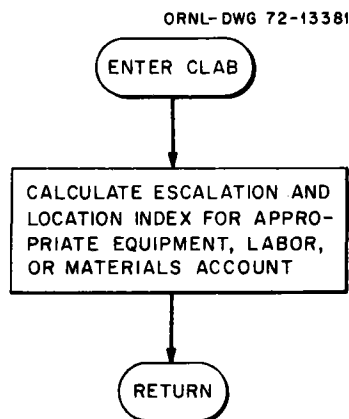 ORNL-DWG 72-13381
ENTER CLAB
CALCULATE ESCALATION AND
LOCATION INDEX FOR APPRO-
PRIATE EQUIPMENT, LABOR,
OR MATERIALS ACCOUNT
RETURN